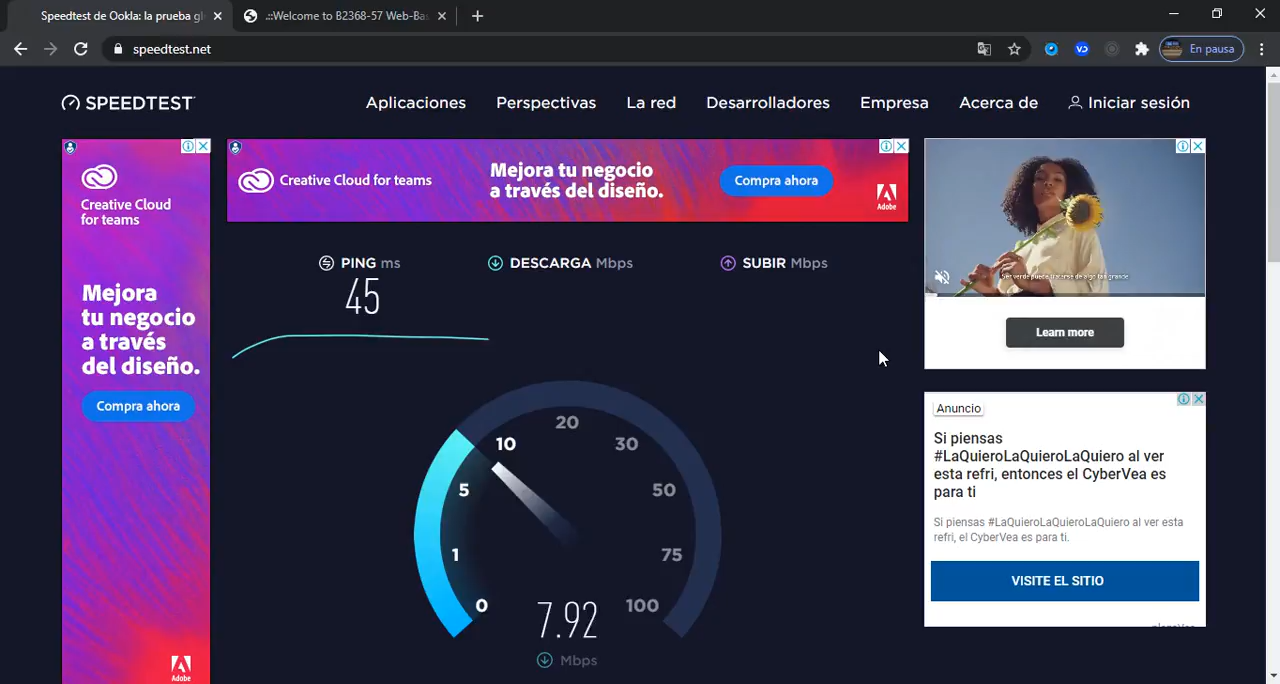 Speedtest de Ookla: la prueba gl
.::Welcome to B2368-57 Web-Bas
speedtest.net
En pausa
SPEEDTEST
Aplicaciones
Perspectivas
La red
Desarrolladores
Empresa
Acerca de
Iniciar sesión
Creative Cloud
for teams
Mejora
tu negocio
a través
del diseño.
Compra ahora
Adobe
Creative Cloud for teams
Mejora tu negocio
a través del diseño.
Compra ahora
Adobe
PING ms
45
DESCARGA Mbps
SUBIR Mbps
0
1
5
10
20
30
50
75
100
7.92
Mbps
Learn more
Anuncio
Si piensas
#LaQuieroLaQuieroLaQuiero al ver
esta refri, entonces el CyberVea es
para ti
Si piensas #LaQuieroLaQuieroLaQuiero al ver esta
refri, el CyberVea es para ti.
VISITE EL SITIO